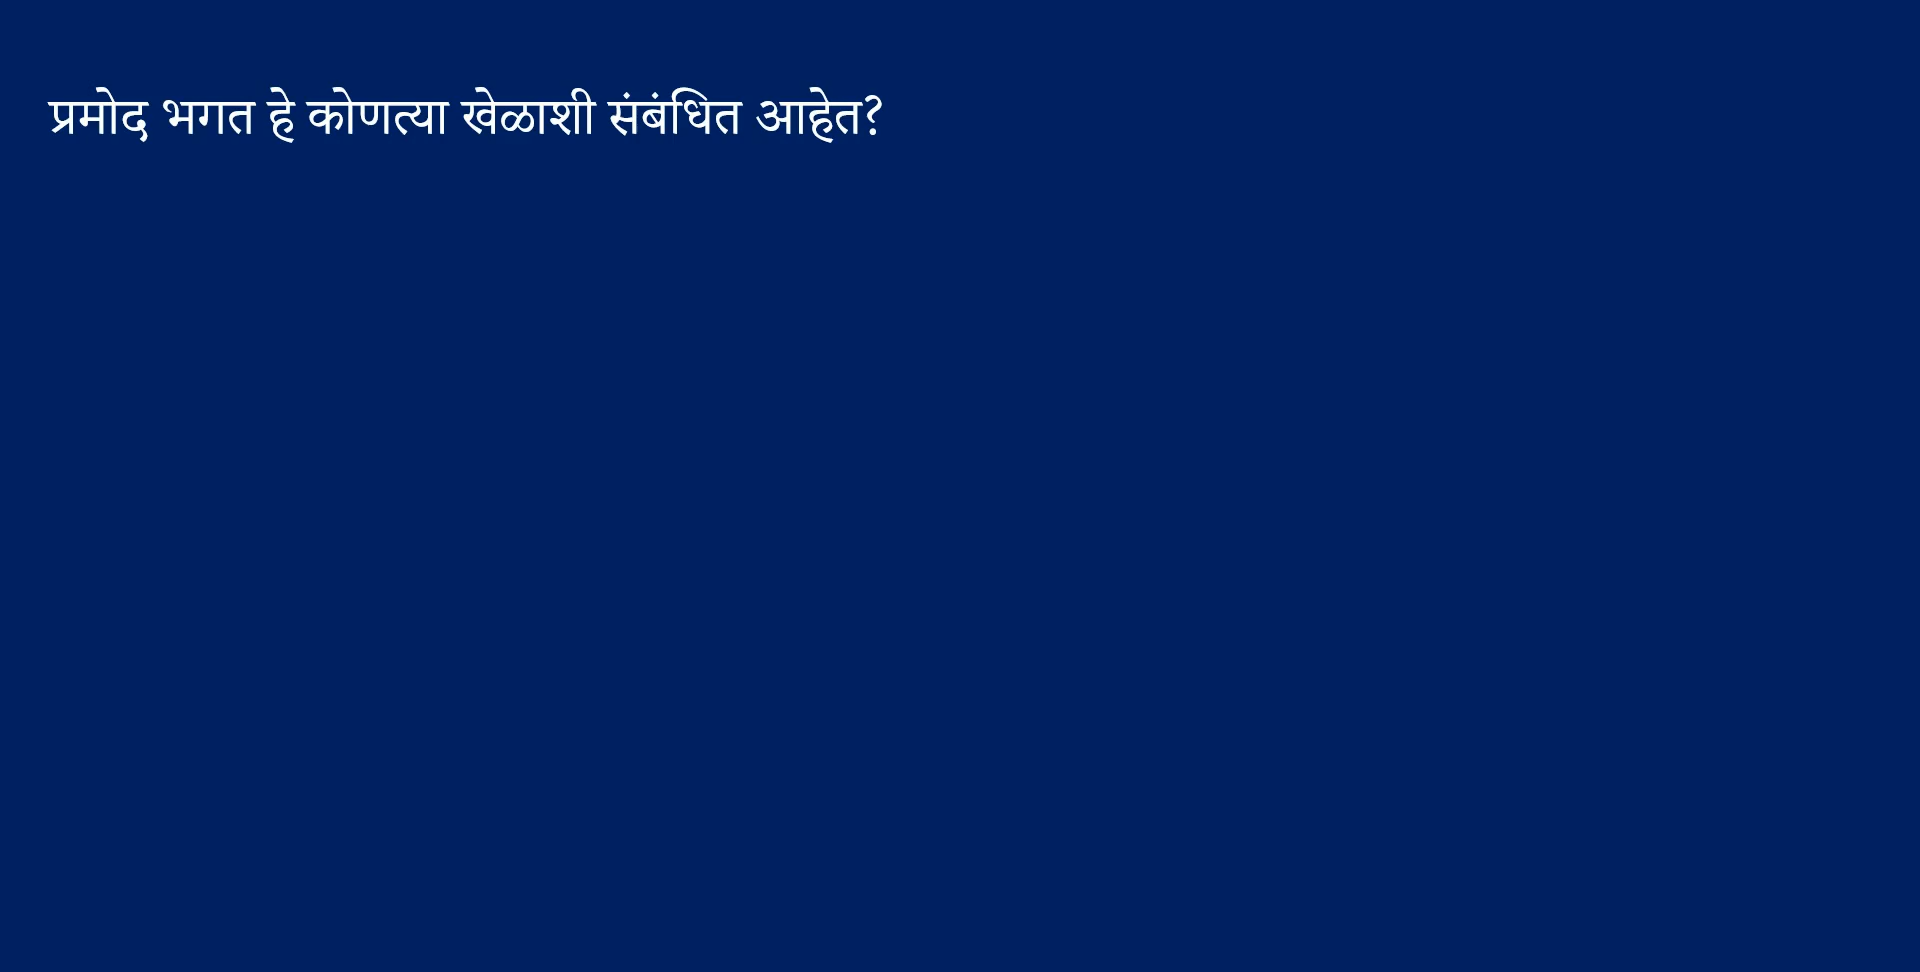 प्रमोद भगत हे कोणत्या खेळाशी संबंधित आहेत?